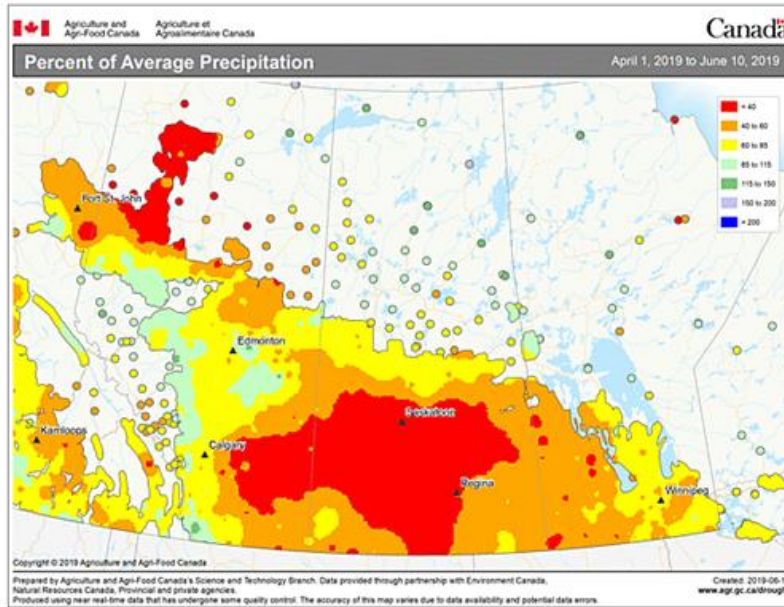 Agriculture and Agri-Food Canada
Agriculture et Agroalimentaire Canada
Canada
Percent of Average Precipitation
April 1, 2019 to June 10, 2019
< 40
40 to 60
60 to 85
85 to 115
115 to 150
150 to 200
> 200
Fort St. John
Edmonton
Saskatoon
Kamloops
Calgary
Regina
Winnipeg
Copyright © 2019 Agriculture and Agri-Food Canada
Prepared by Agriculture and Agri-Food Canada's Science and Technology Branch. Data provided through partnership with Environment Canada,
Natural Resources Canada, Provincial and private agencies.
Produced using near real-time data that has undergone some quality control. The accuracy of this map varies due to data availability and potential data errors.
Created: 2019-06-1
www.agr.gc.ca/drou